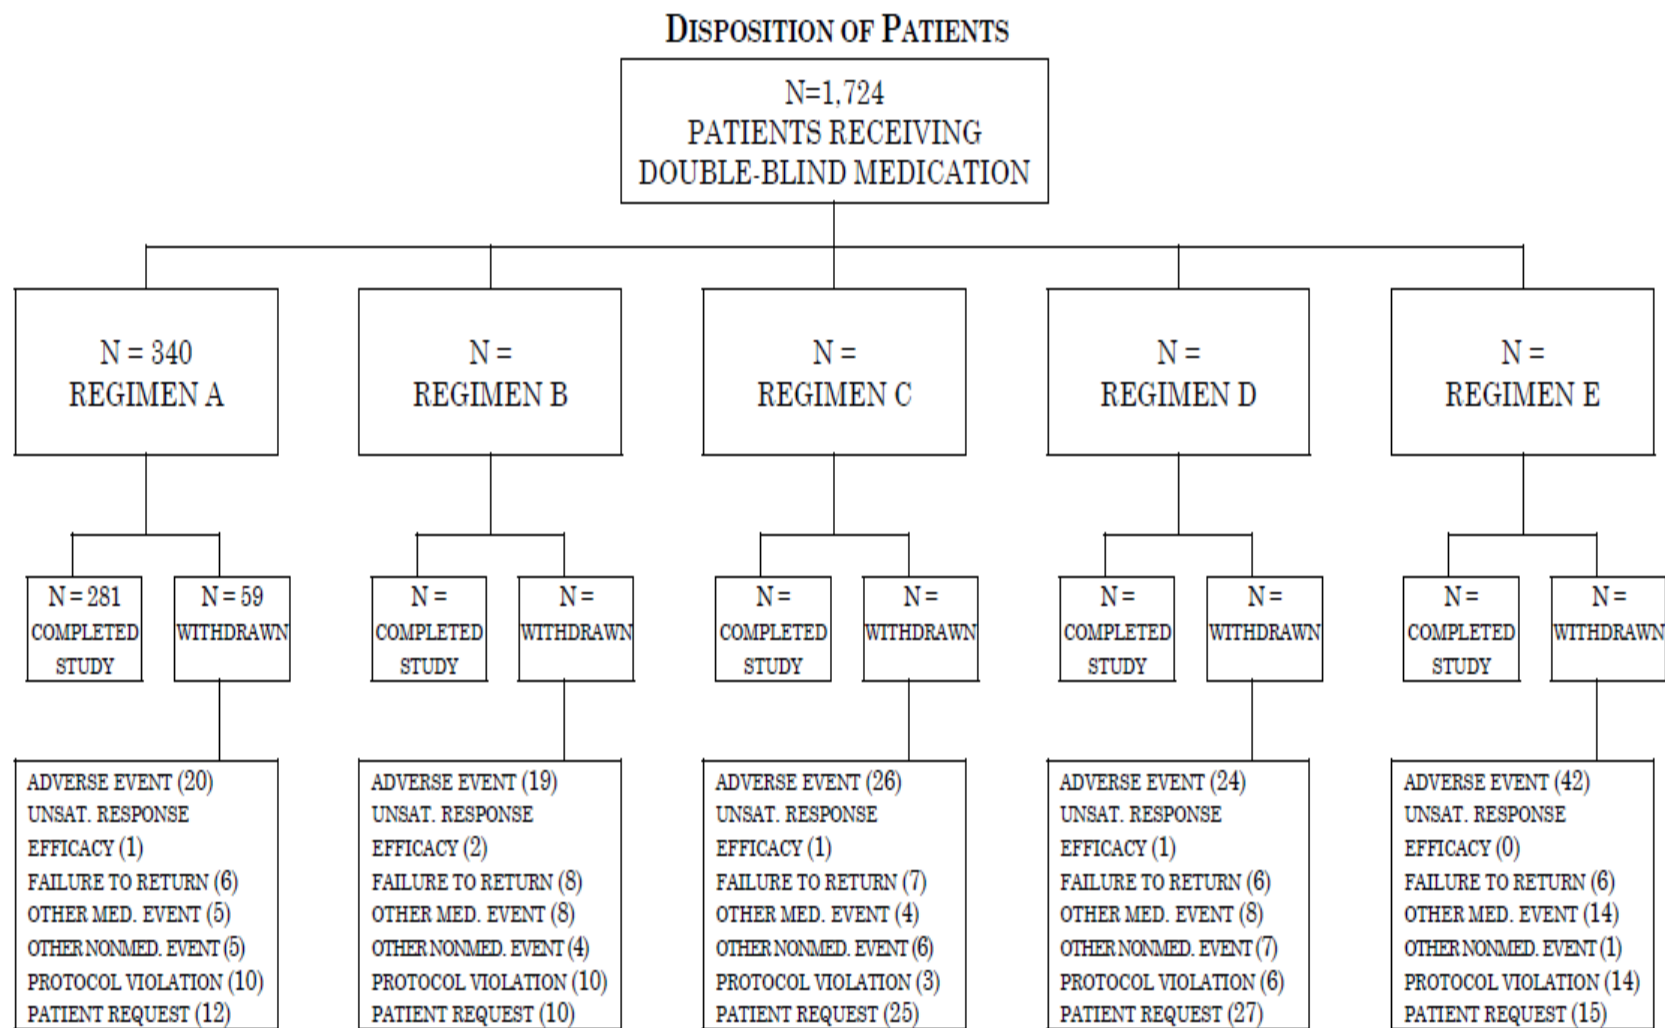 DISPOSITION OF PATIENTS
N=1,724
PATIENTS RECEIVING
DOUBLE-BLIND MEDICATION
N = 340
REGIMEN A
N =
REGIMEN B
N =
REGIMEN C
N =
REGIMEN D
N =
REGIMEN E
N = 281
COMPLETED
STUDY
N = 59
WITHDRAWN
N =
COMPLETED
STUDY
N =
WITHDRAWN
N =
COMPLETED
STUDY
N =
WITHDRAWN
N =
COMPLETED
STUDY
N =
WITHDRAWN
N =
COMPLETED
STUDY
N =
WITHDRAWN
ADVERSE EVENT (20)
UNSAT. RESPONSE
EFFICACY (1)
FAILURE TO RETURN (6)
OTHER MED. EVENT (5)
OTHER NONMED. EVENT (5)
PROTOCOL VIOLATION (10)
PATIENT REQUEST (12)
ADVERSE EVENT (19)
UNSAT. RESPONSE
EFFICACY (2)
FAILURE TO RETURN (8)
OTHER MED. EVENT (8)
OTHER NONMED. EVENT (4)
PROTOCOL VIOLATION (10)
PATIENT REQUEST (10)
ADVERSE EVENT (26)
UNSAT. RESPONSE
EFFICACY (1)
FAILURE TO RETURN (7)
OTHER MED. EVENT (4)
OTHER NONMED. EVENT (6)
PROTOCOL VIOLATION (3)
PATIENT REQUEST (25)
ADVERSE EVENT (24)
UNSAT. RESPONSE
EFFICACY (1)
FAILURE TO RETURN (6)
OTHER MED. EVENT (8)
OTHER NONMED. EVENT (7)
PROTOCOL VIOLATION (6)
PATIENT REQUEST (27)
ADVERSE EVENT (42)
UNSAT. RESPONSE
EFFICACY (0)
FAILURE TO RETURN (6)
OTHER MED. EVENT (14)
OTHER NONMED. EVENT (1)
PROTOCOL VIOLATION (14)
PATIENT REQUEST (15)